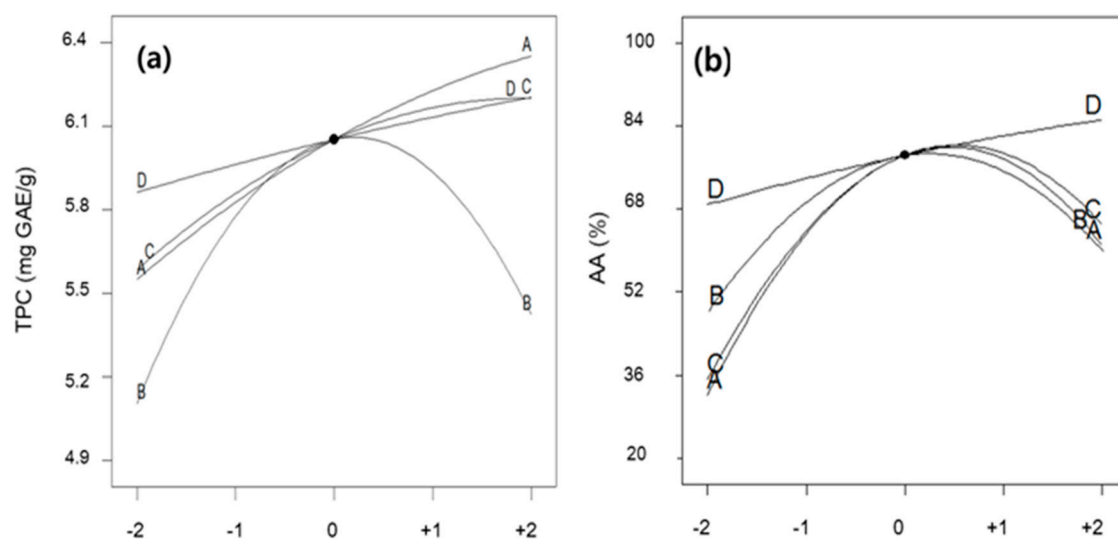 (a)
TPC (mg GAE/g)
6.4
6.1
5.8
5.5
5.2
4.9
A
D C
D
C
A
B
B
-2
-1
0
+1
+2
(b)
AA (%)
100
84
68
52
36
20
D
D
C
B
A
B
C
A
-2
-1
0
+1
+2